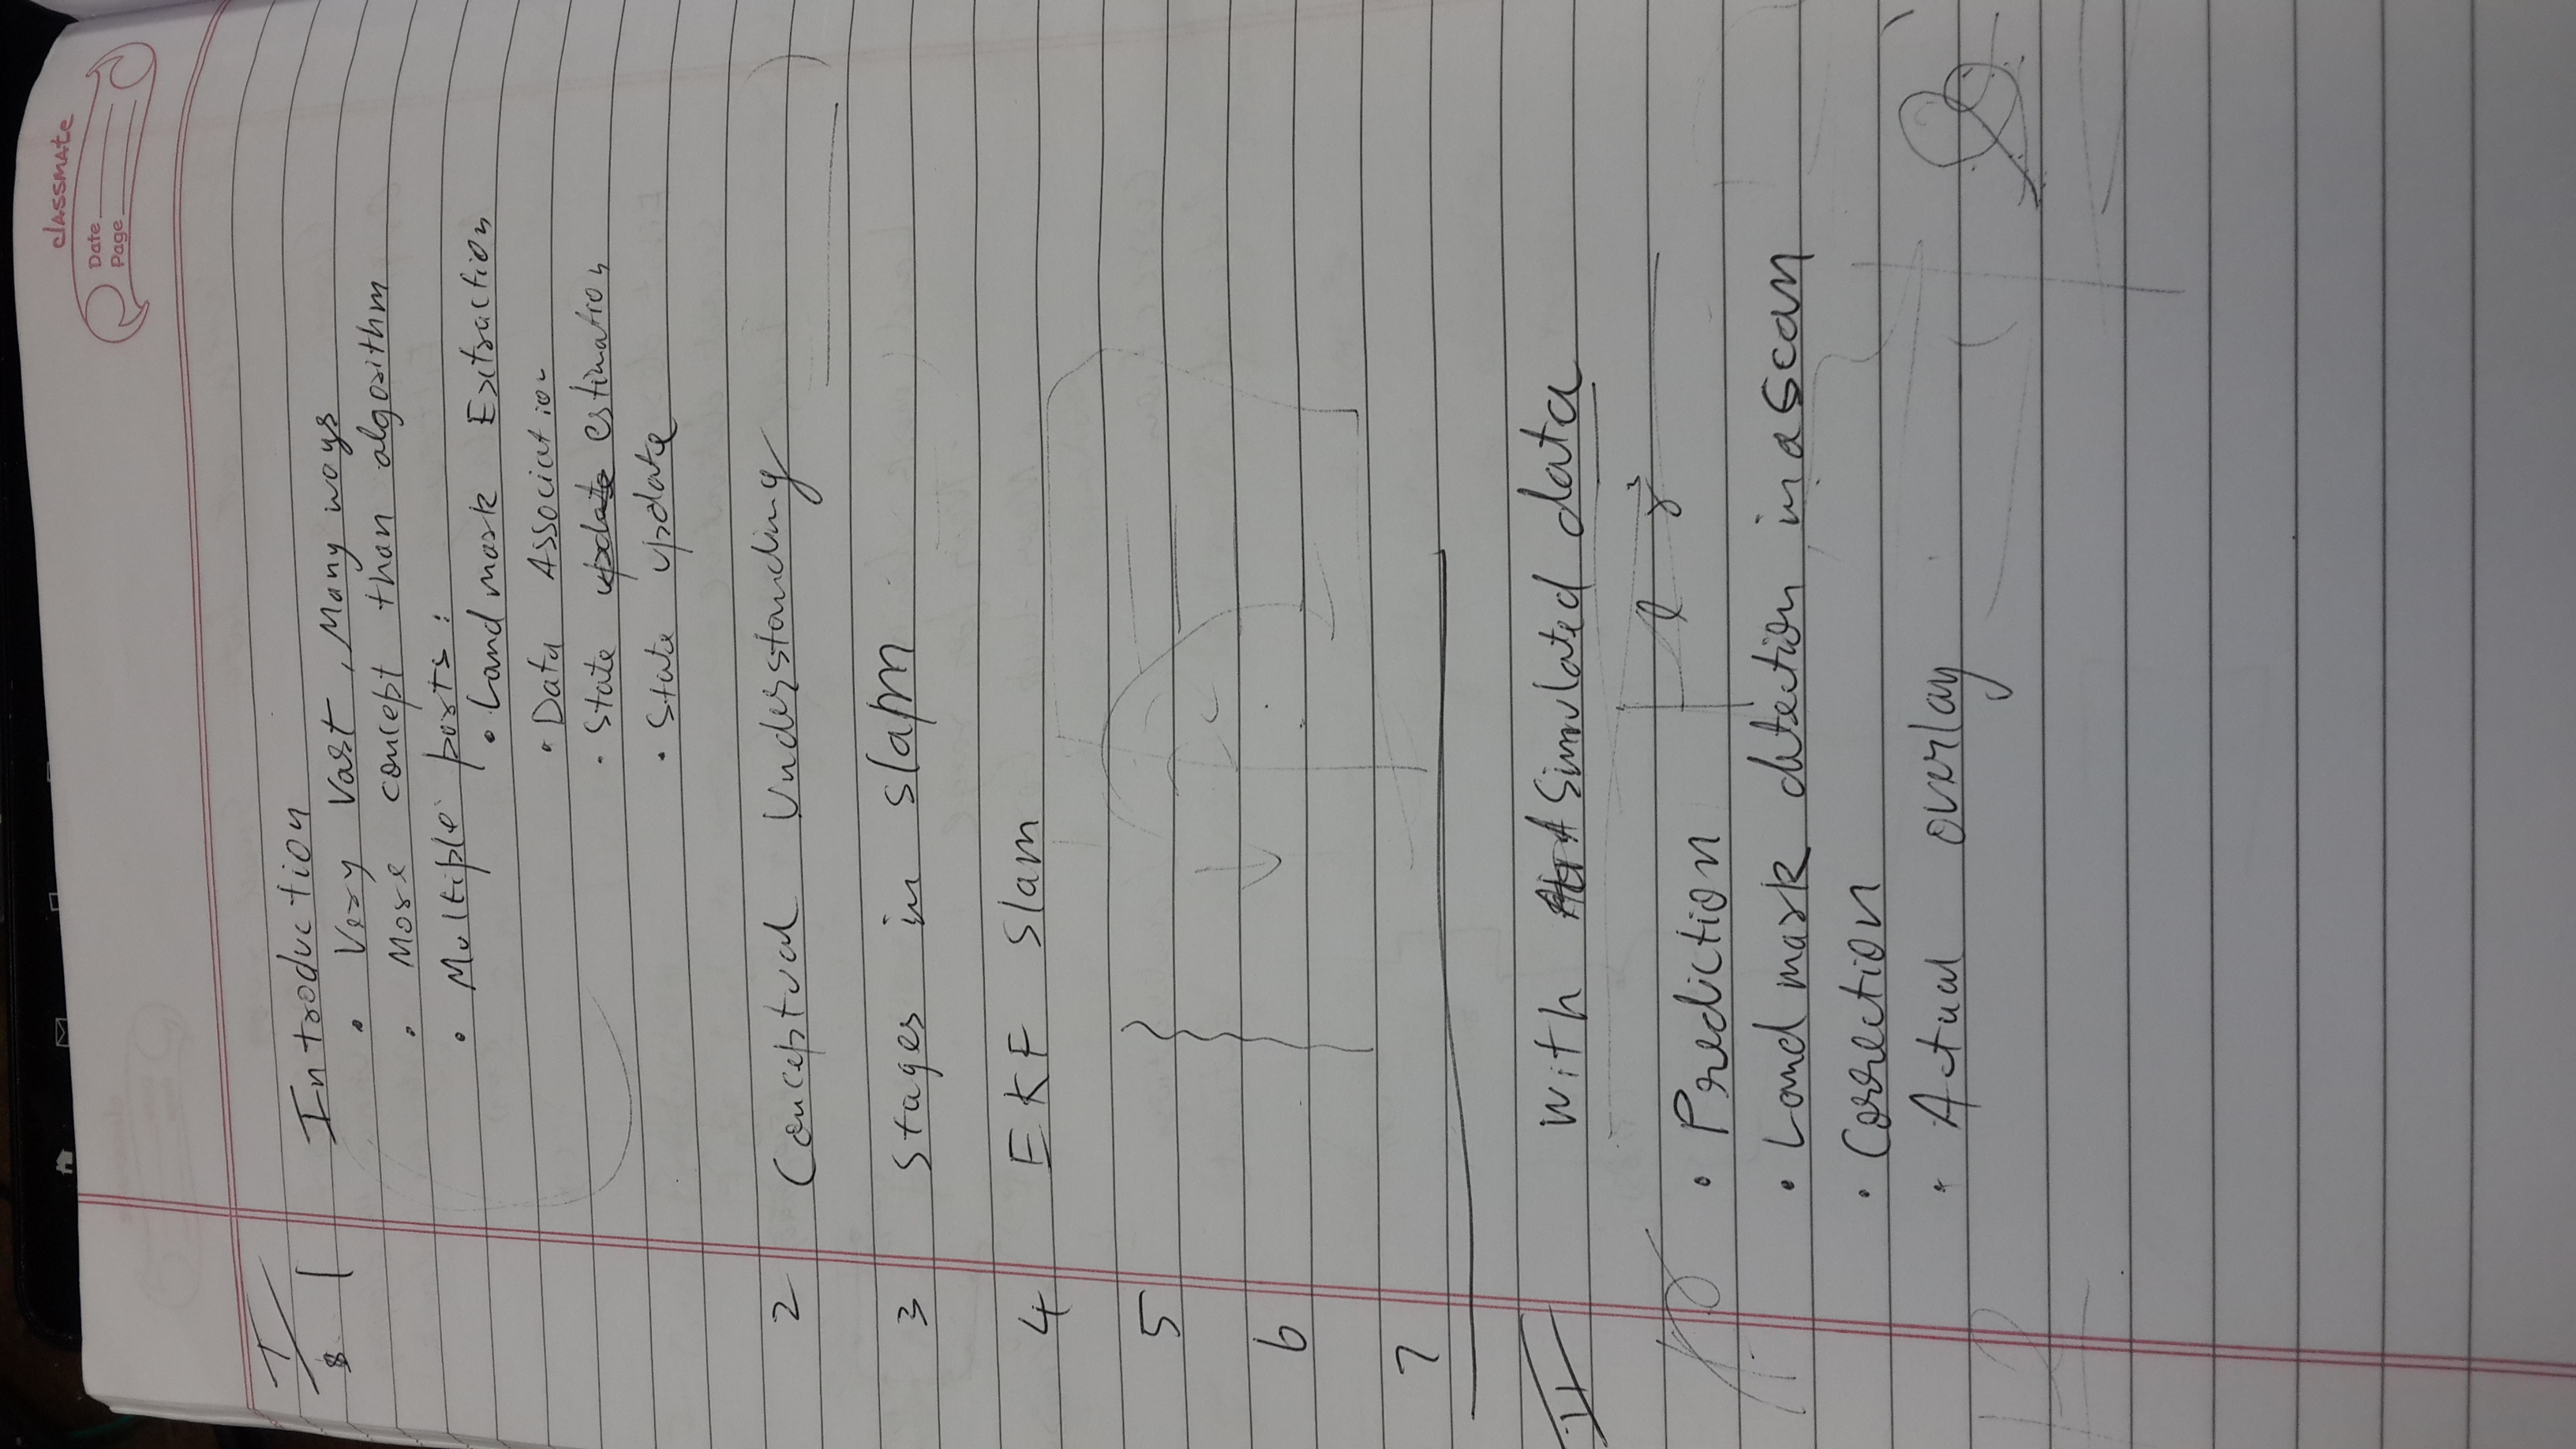 classmate
Date
Page
I
1 Introduction
• Very Vast, Many ways
• More concept than algorithm
• Multiple parts:
• Landmark Extraction
• Data Association
• State update estimation
• State update
2 Conceptual Understanding
3 Stages in slam
4 EKF Slam
5
6
7
II With Simulated data
• Prediction
• Landmark detection in a scan
• Correction
• Actual overlay